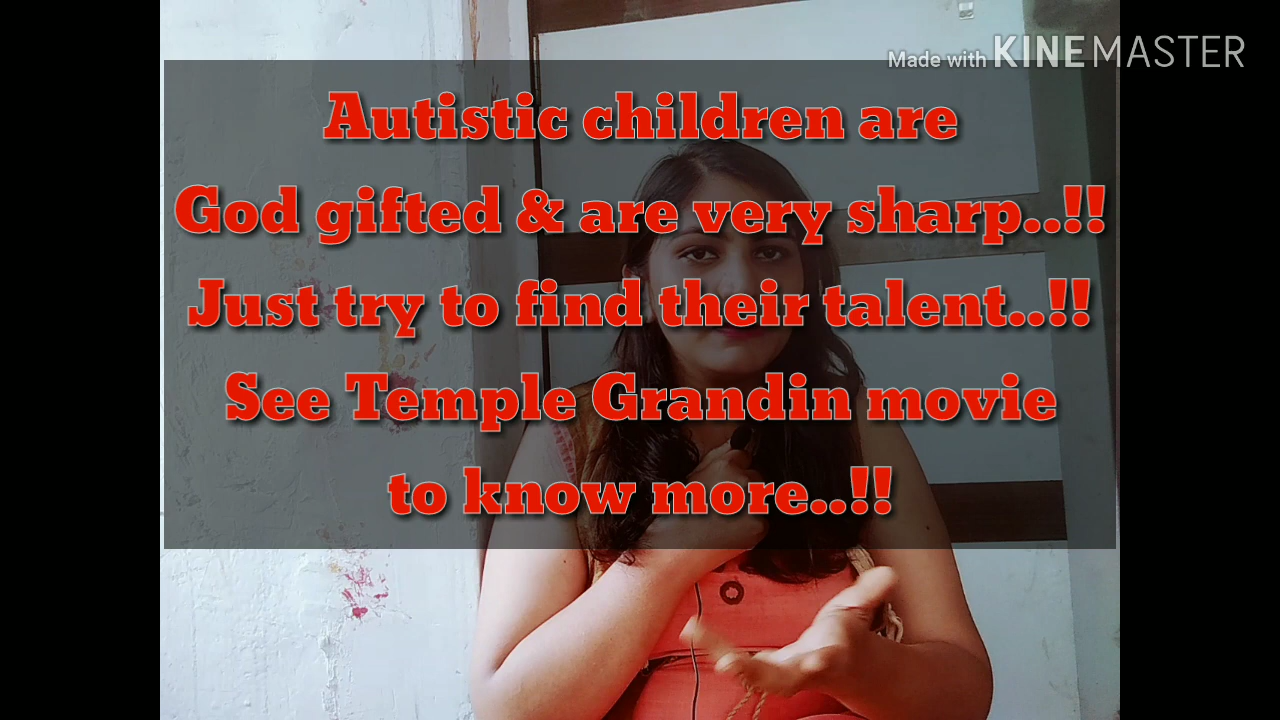 Made with KINEMASTER
Autistic children are
God gifted & are very sharp..!!
Just try to find their talent..!!
See Temple Grandin movie
to know more..!!